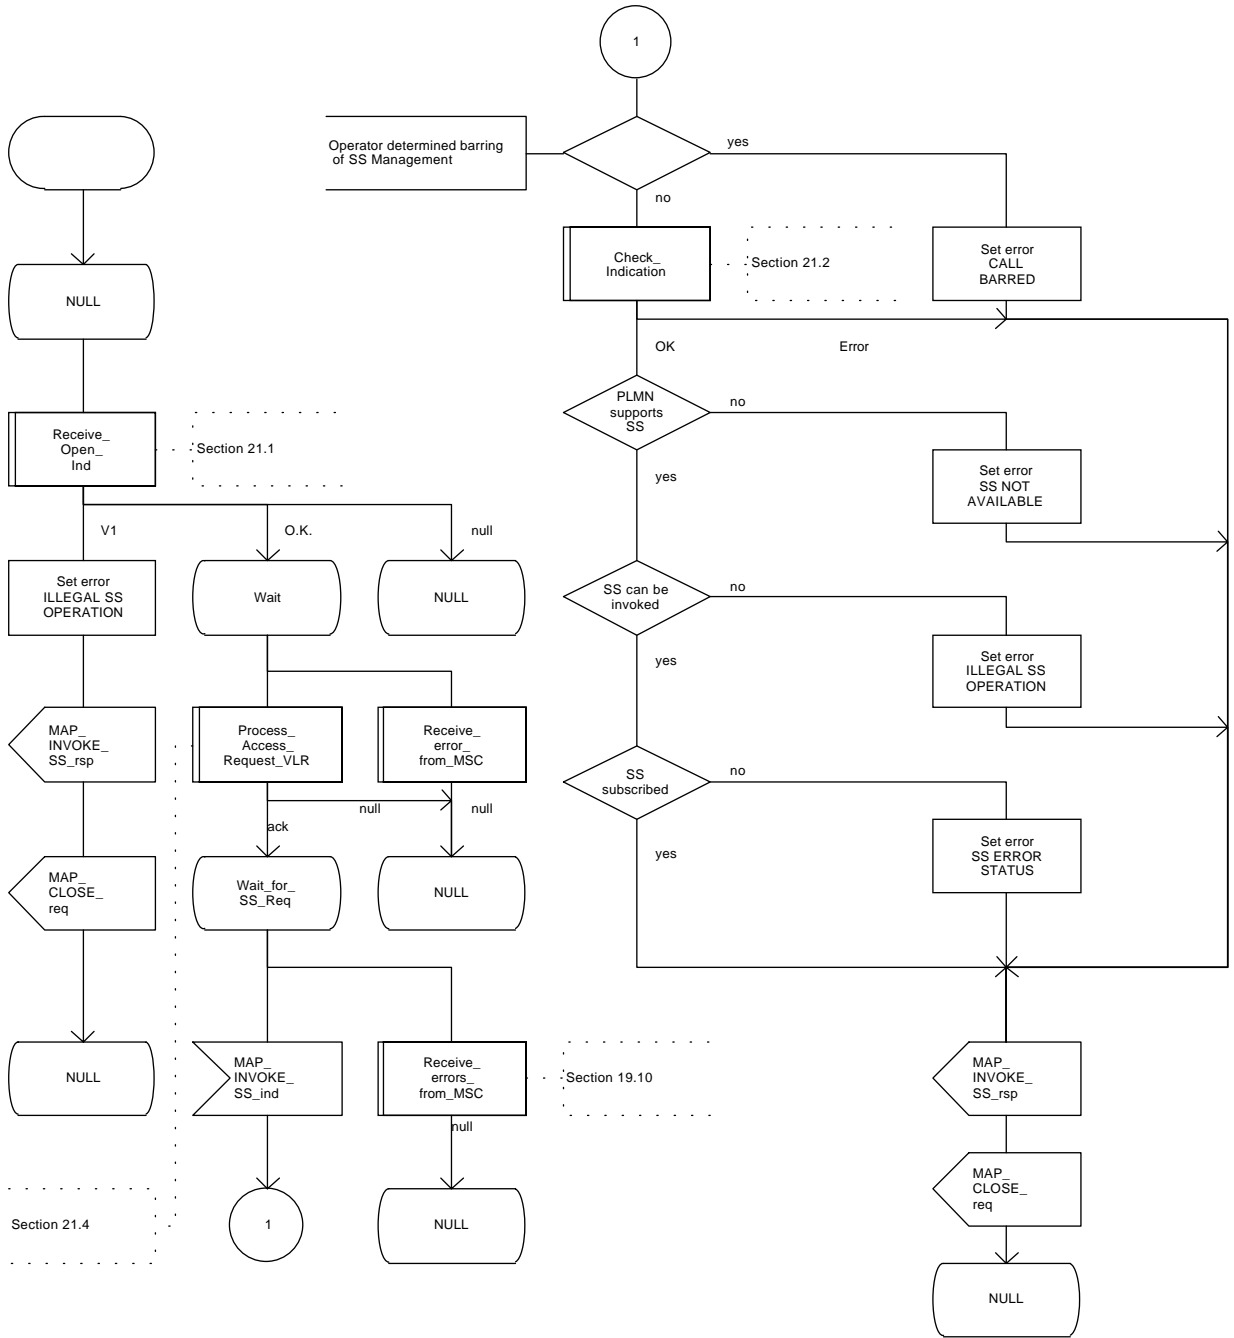 1
Operator determined barring
of SS Management
yes
no
Check_
Indication
Section 21.2
Set error
CALL
BARRED
NULL
OK
Error
PLMN
supports
SS
no
Receive_
Open_
Ind
Section 21.1
yes
Set error
SS NOT
AVAILABLE
V1
O.K.
null
Set error
ILLEGAL SS
OPERATION
Wait
NULL
SS can be
invoked
no
yes
Set error
ILLEGAL SS
OPERATION
MAP_
INVOKE_
SS_rsp
Process_
Access_
Request_VLR
Receive_
error_
from_MSC
SS
subscribed
no
null
null
ack
yes
Set error
SS ERROR
STATUS
MAP_
CLOSE_
req
Wait_for_
SS_Req
NULL
NULL
MAP_
INVOKE_
SS_ind
Receive_
errors_
from_MSC
Section 19.10
MAP_
INVOKE_
SS_rsp
null
Section 21.4
1
NULL
MAP_
CLOSE_
req
NULL